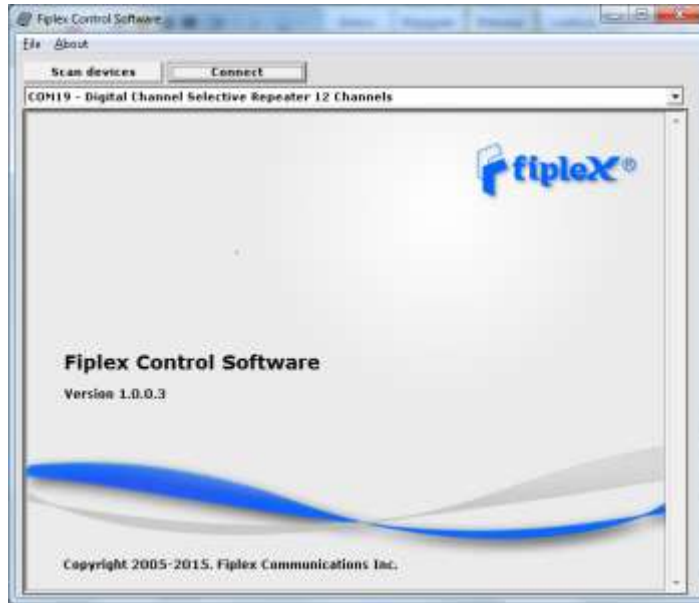 Fiplex Control Software
File About
Scan devices Connect
COM19 - Digital Channel Selective Repeater 12 Channels
fipleX®
Fiplex Control Software
Version 1.0.0.3
Copyright 2005-2015. Fiplex Communications Inc.